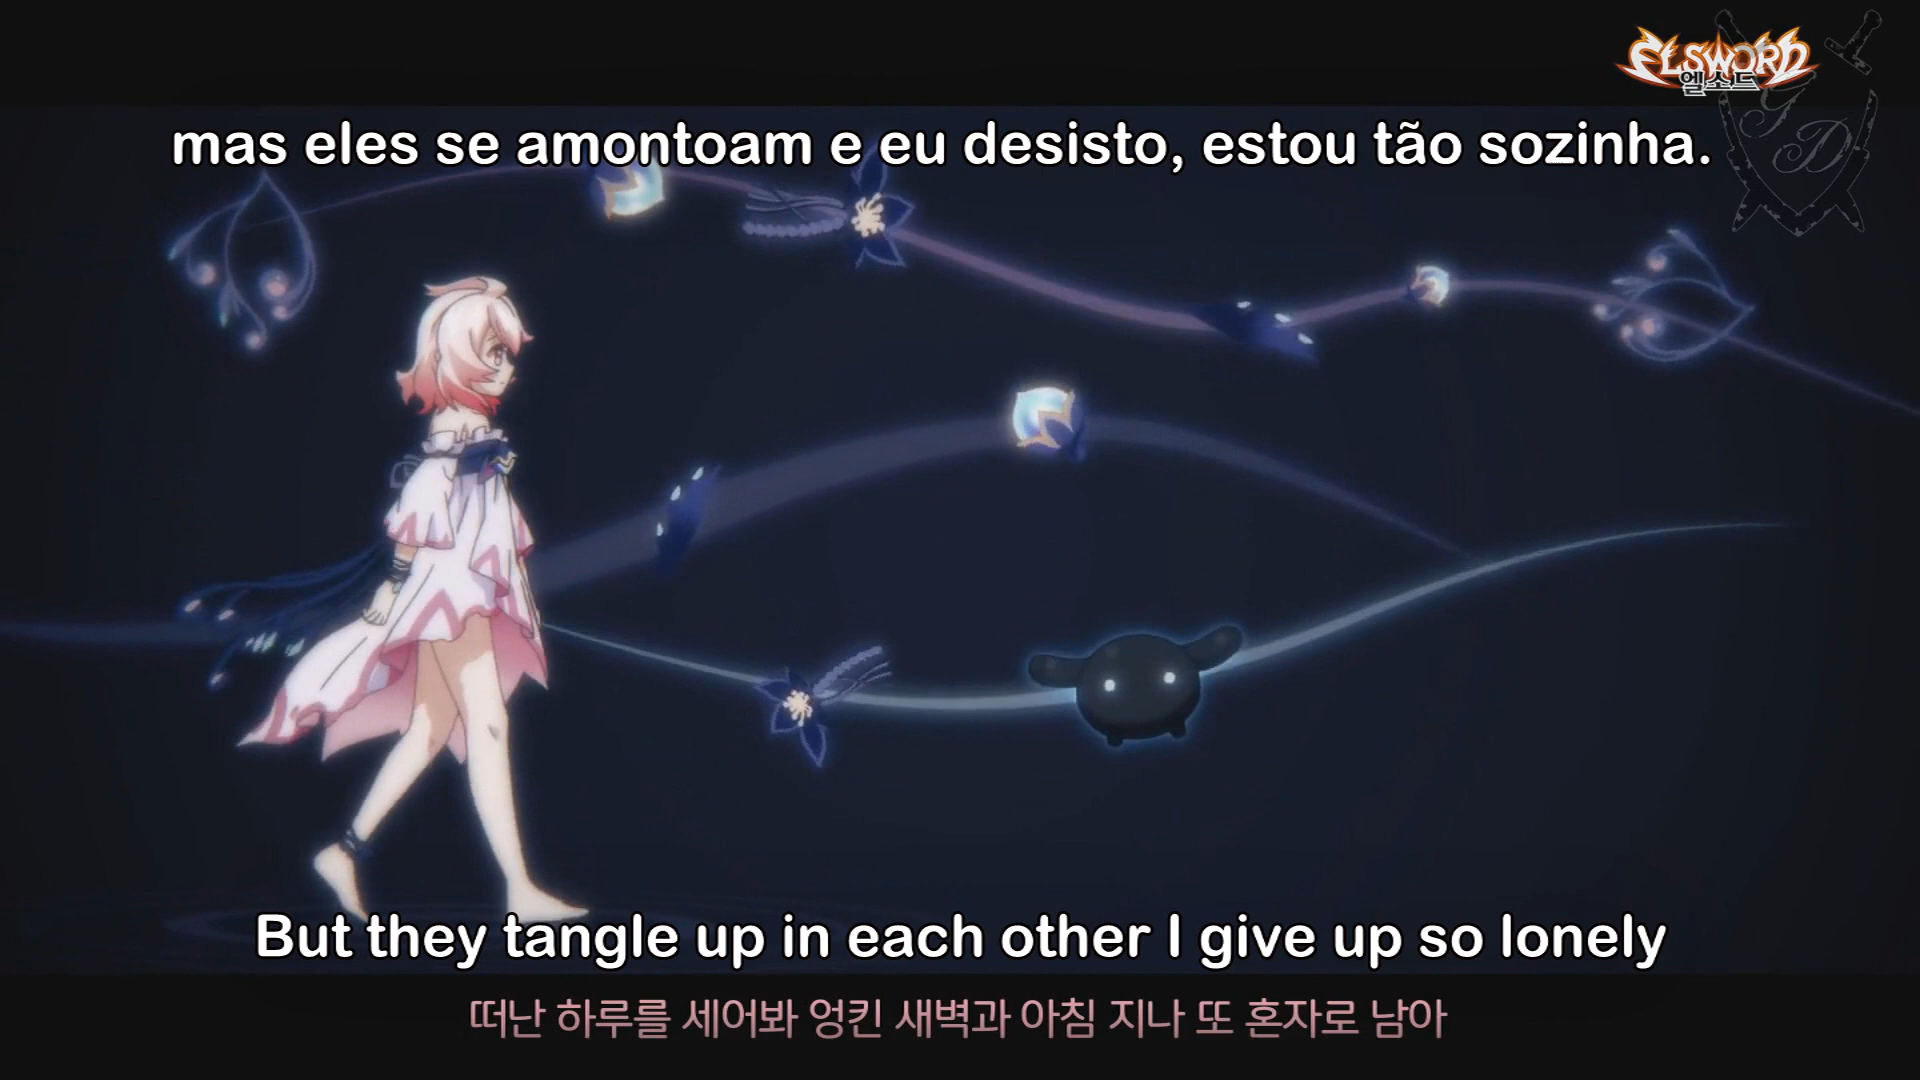 ELSWORD
엘소드
GD
mas eles se amontoam e eu desisto, estou tão sozinha.
But they tangle up in each other I give up so lonely
떠난 하루를 세어봐 엉킨 새벽과 아침 지나 또 혼자로 남아